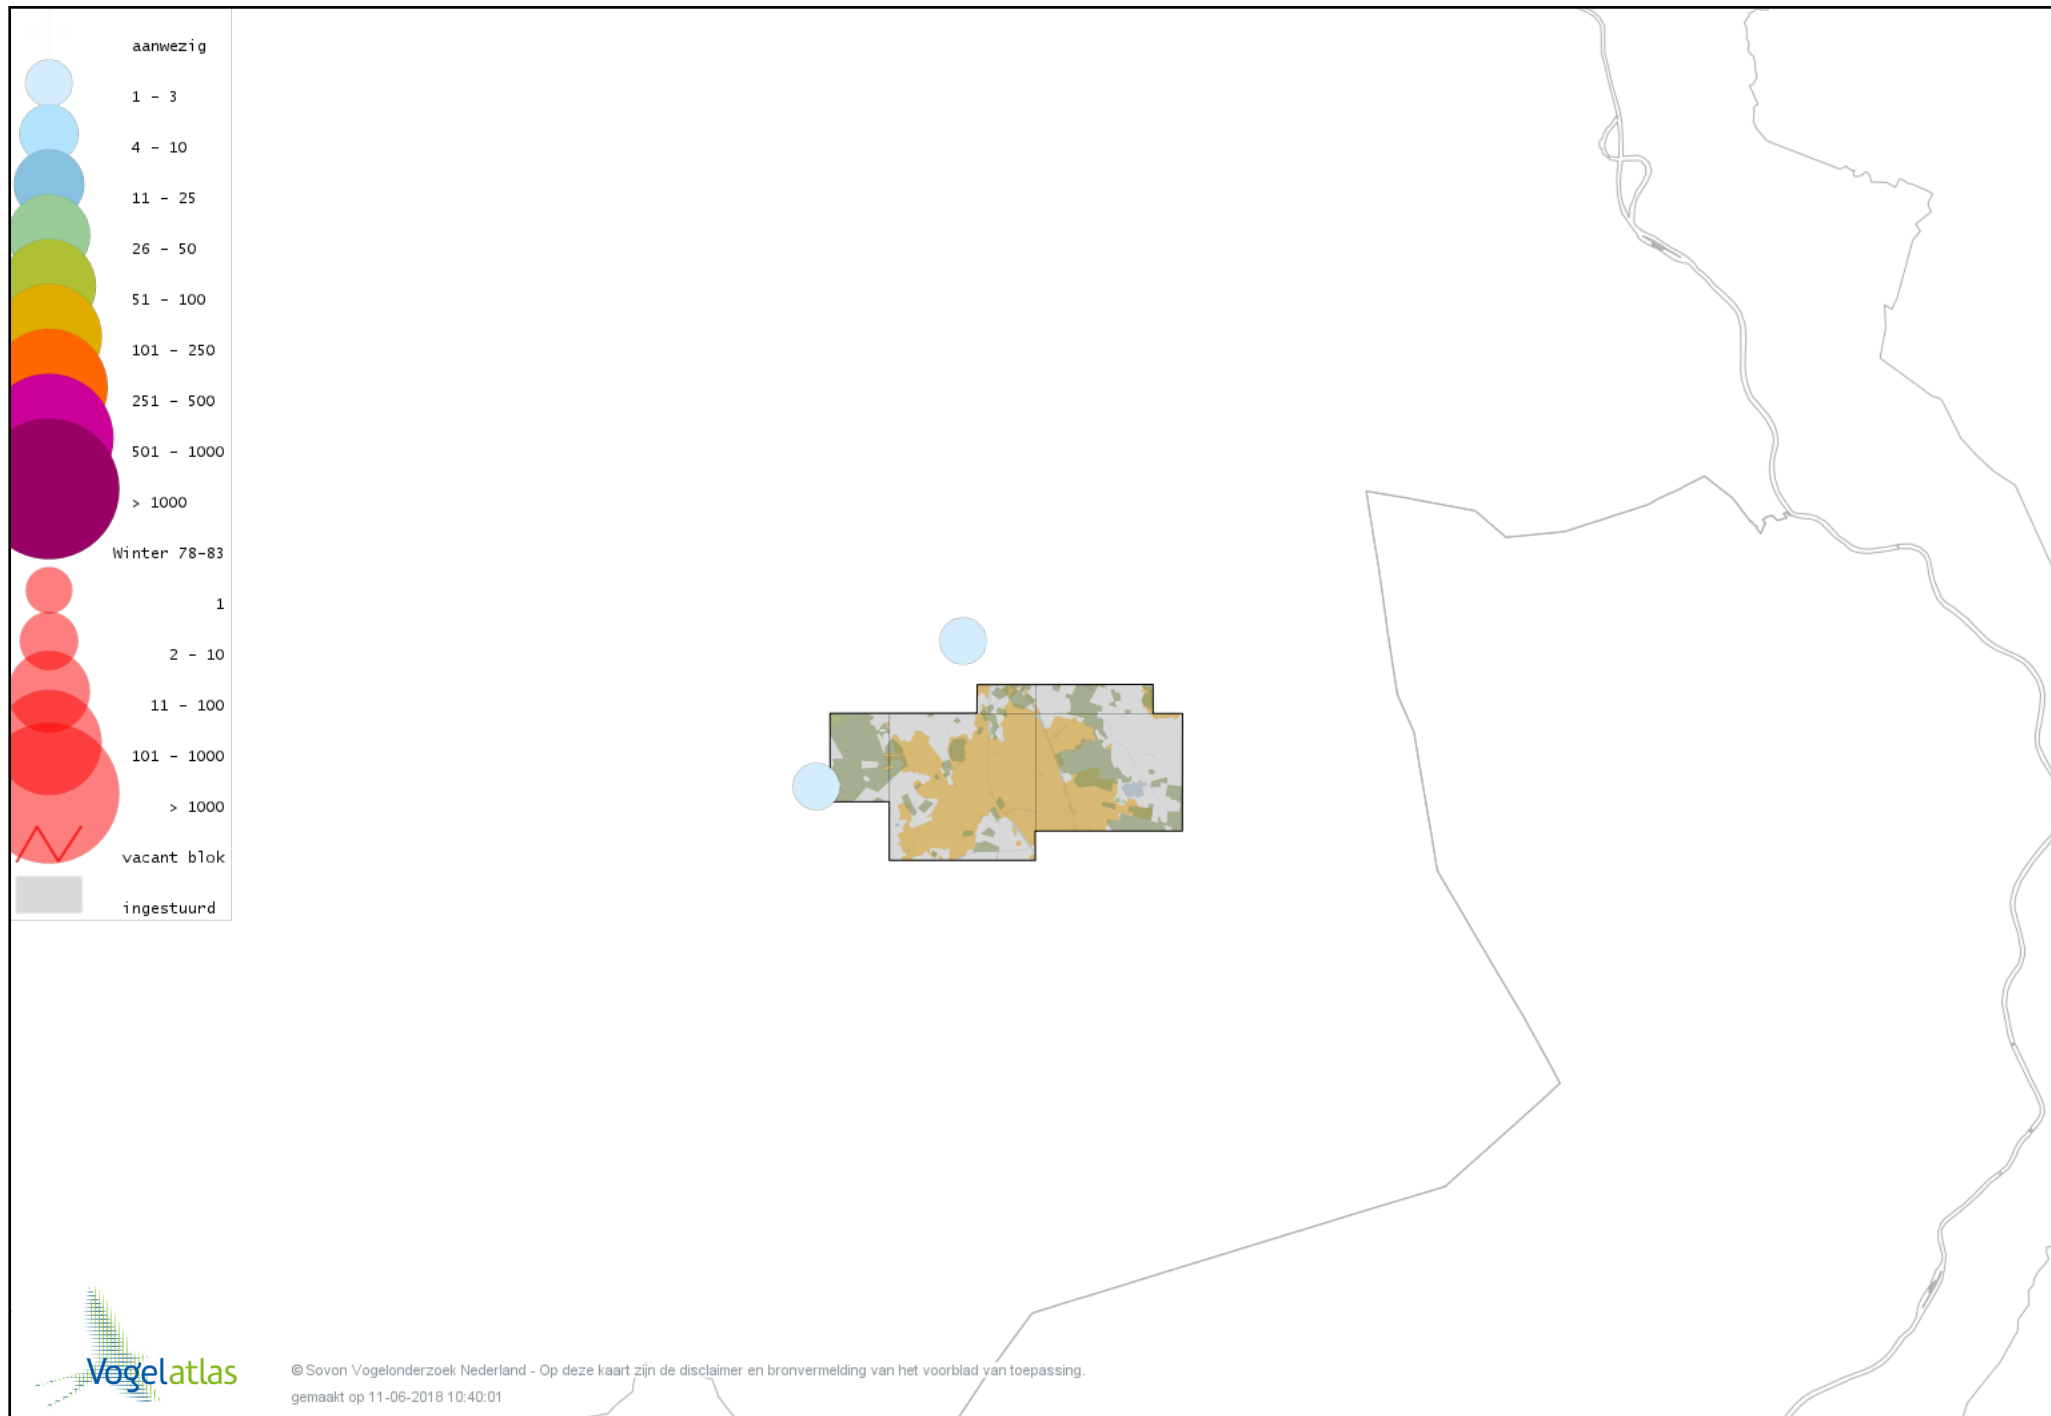 aanwezig
1 - 3
4 - 10
11 - 25
26 - 50
51 - 100
101 - 250
251 - 500
501 - 1000
> 1000
Winter 78-83
1
2 - 10
11 - 100
101 - 1000
> 1000
vacant blok
ingestuurd
Vogelatlas
© Sovon Vogelonderzoek Nederland - Op deze kaart zijn de disclaimer en bronvermelding van het voorblad van toepassing.
gemaakt op 11-06-2018 10:40:01